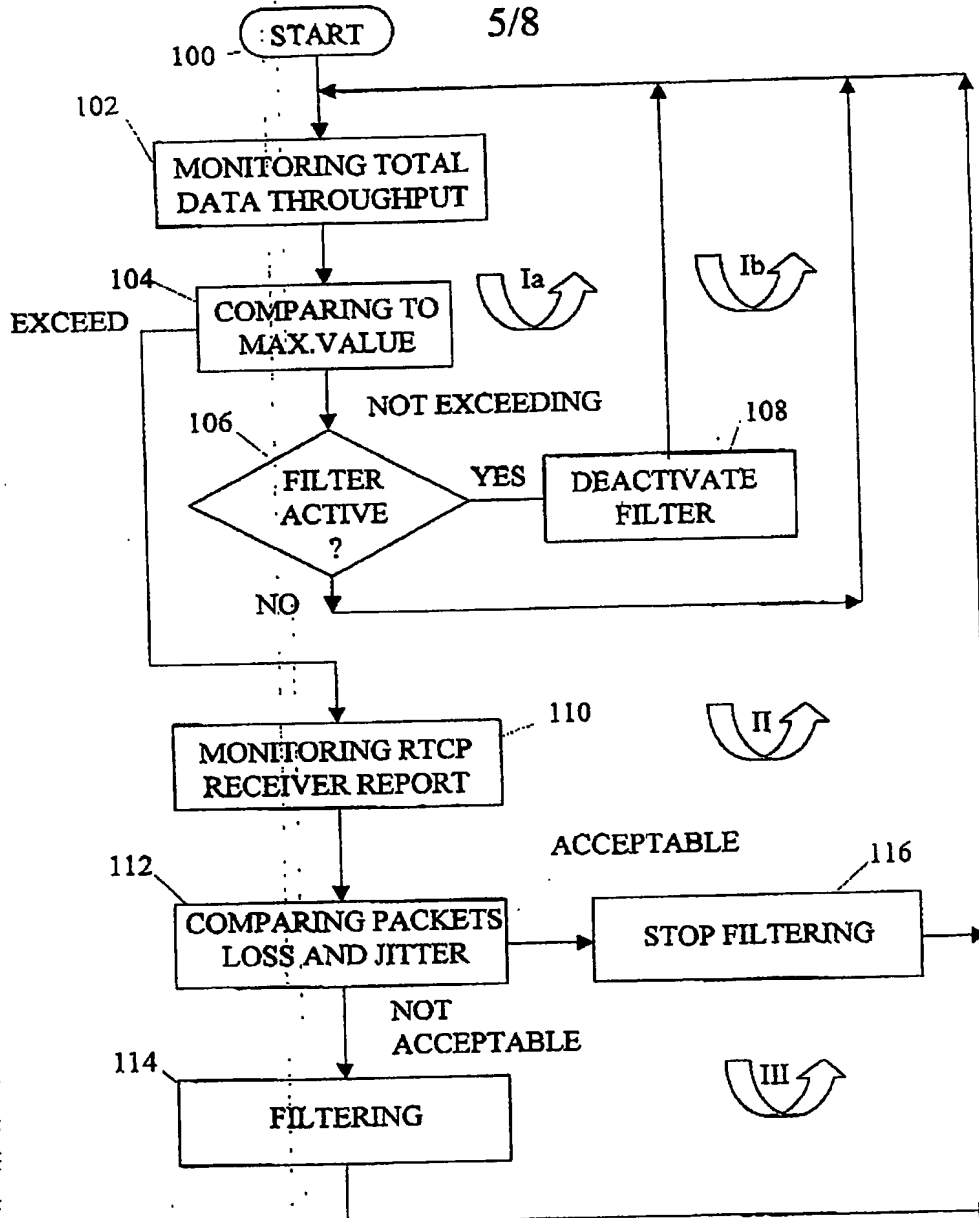 5/8
START
100
102
MONITORING TOTAL
DATA THROUGHPUT
104
COMPARING TO
MAX.VALUE
EXCEED
Ia
Ib
NOT EXCEEDING
106
FILTER
ACTIVE
?
YES
108
DEACTIVATE
FILTER
NO
110
MONITORING RTCP
RECEIVER REPORT
II
112
COMPARING PACKETS
LOSS AND JITTER
ACCEPTABLE
116
STOP FILTERING
NOT
ACCEPTABLE
114
FILTERING
III